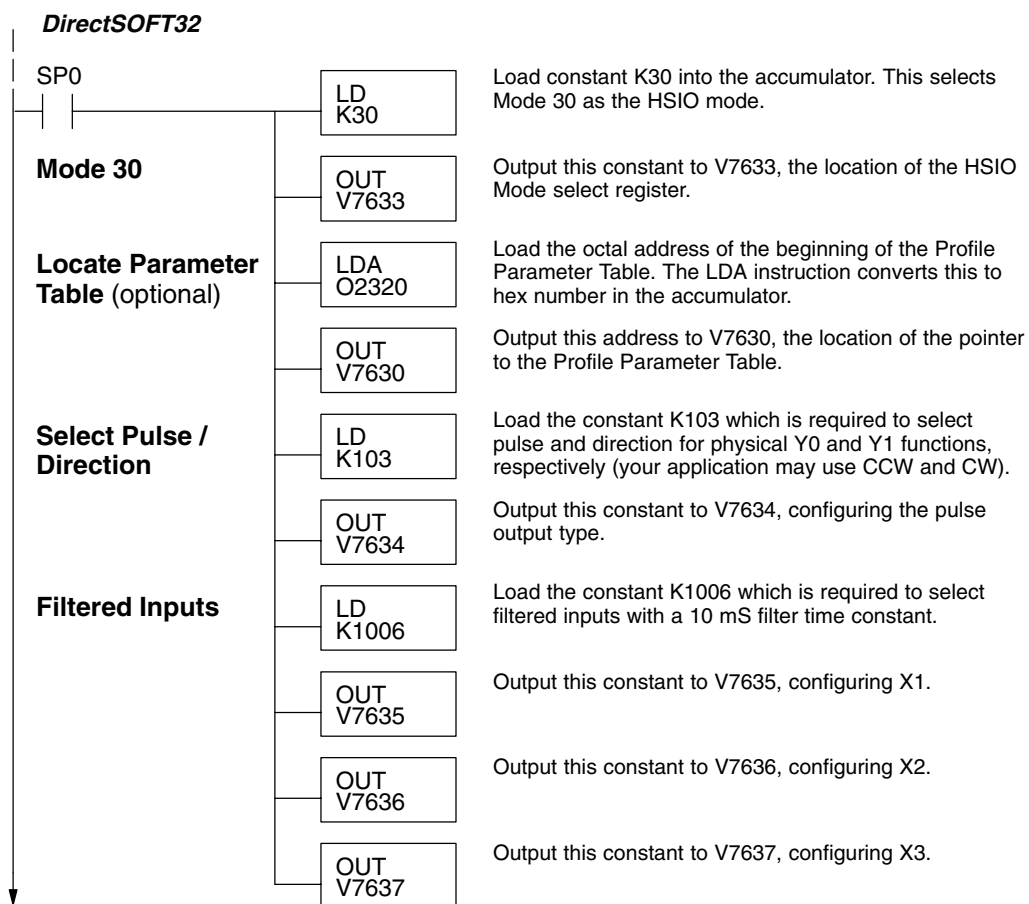 DirectSOFT32
SP0
LD
K30
Load constant K30 into the accumulator. This selects
Mode 30 as the HSIO mode.
Mode 30
OUT
V7633
Output this constant to V7633, the location of the HSIO
Mode select register.
Locate Parameter
Table (optional)
LDA
O2320
Load the octal address of the beginning of the Profile
Parameter Table. The LDA instruction converts this to
hex number in the accumulator.
OUT
V7630
Output this address to V7630, the location of the pointer
to the Profile Parameter Table.
Select Pulse /
Direction
LD
K103
Load the constant K103 which is required to select
pulse and direction for physical Y0 and Y1 functions,
respectively (your application may use CCW and CW).
OUT
V7634
Output this constant to V7634, configuring the pulse
output type.
Filtered Inputs
LD
K1006
Load the constant K1006 which is required to select
filtered inputs with a 10 mS filter time constant.
OUT
V7635
Output this constant to V7635, configuring X1.
OUT
V7636
Output this constant to V7636, configuring X2.
OUT
V7637
Output this constant to V7637, configuring X3.